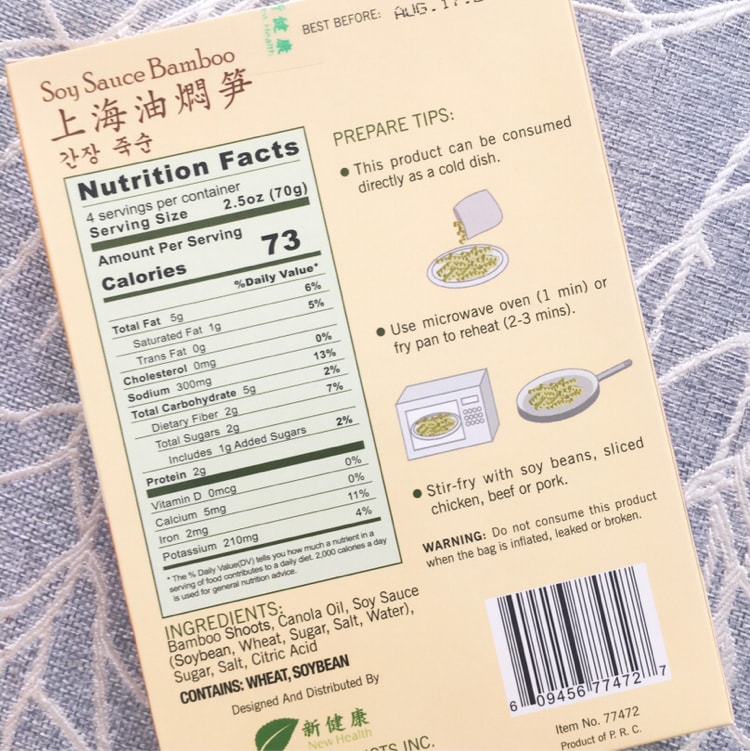 新健康
New Health
BEST BEFORE: AUG. 17.
Soy Sauce Bamboo
上海油燜笋
간장 죽순
Nutrition Facts
4 servings per container
Serving Size 2.5oz (70g)
Amount Per Serving
Calories 73
%Daily Value*
Total Fat 5g 6%
Saturated Fat 1g 5%
Trans Fat 0g
Cholesterol 0mg 0%
Sodium 300mg 13%
Total Carbohydrate 5g 2%
Dietary Fiber 2g 7%
Total Sugars 2g
Includes 1g Added Sugars 2%
Protein 2g
Vitamin D 0mcg 0%
Calcium 5mg 0%
Iron 2mg 11%
Potassium 210mg 4%
* The % Daily Value(DV) tells you how much a nutrient in a
serving of food contributes to a daily diet. 2,000 calories a day
is used for general nutrition advice.
INGREDIENTS:
Bamboo Shoots, Canola Oil, Soy Sauce
(Soybean, Wheat, Sugar, Salt, Water),
Sugar, Salt, Citric Acid
CONTAINS: WHEAT, SOYBEAN
Designed And Distributed By
新健康
New Health
INC.
PREPARE TIPS:
● This product can be consumed
directly as a cold dish.
● Use microwave oven (1 min) or
fry pan to reheat (2-3 mins).
● Stir-fry with soy beans, sliced
chicken, beef or pork.
WARNING: Do not consume this product
when the bag is inflated, leaked or broken.
6 09456 77472 7
Item No. 77472
Product of P. R. C.